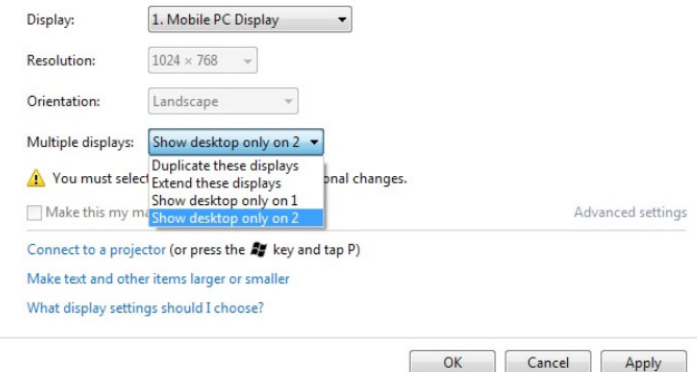 Display: 1. Mobile PC Display
Resolution: 1024 × 768
Orientation: Landscape
Multiple displays: Show desktop only on 2
Duplicate these displays
You must select onal changes.
Extend these displays
Show desktop only on 1
Make this my ma Advanced settings
Show desktop only on 2
Connect to a projector (or press the key and tap P)
Make text and other items larger or smaller
What display settings should I choose?
OK Cancel Apply